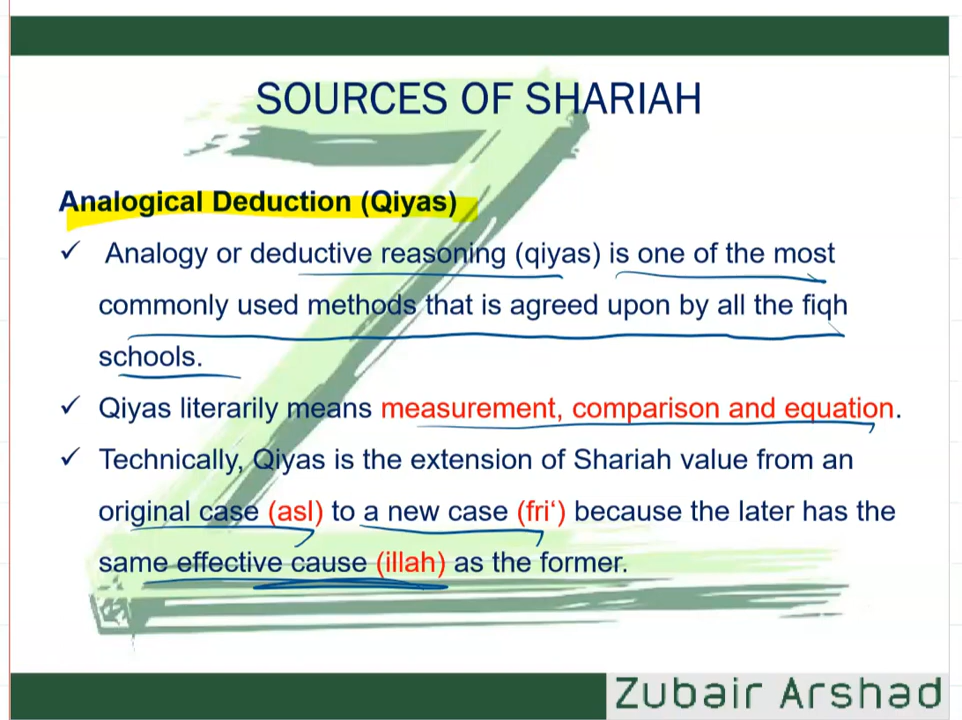 SOURCES OF SHARIAH
Analogical Deduction (Qiyas)
✓ Analogy or deductive reasoning (qiyas) is one of the most
commonly used methods that is agreed upon by all the fiqh
schools.
✓ Qiyas literarily means measurement, comparison and equation.
✓ Technically, Qiyas is the extension of Shariah value from an
original case (asl) to a new case (fri‘) because the later has the
same effective cause (illah) as the former.
Zubair Arshad